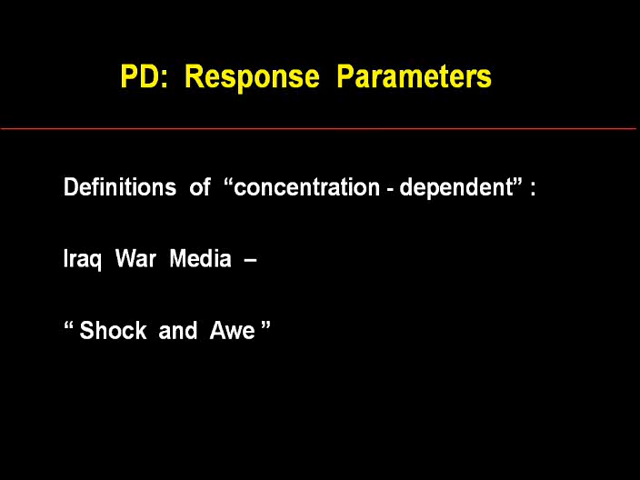 PD: Response Parameters
Definitions of “concentration - dependent” :
Iraq War Media –
“ Shock and Awe ”